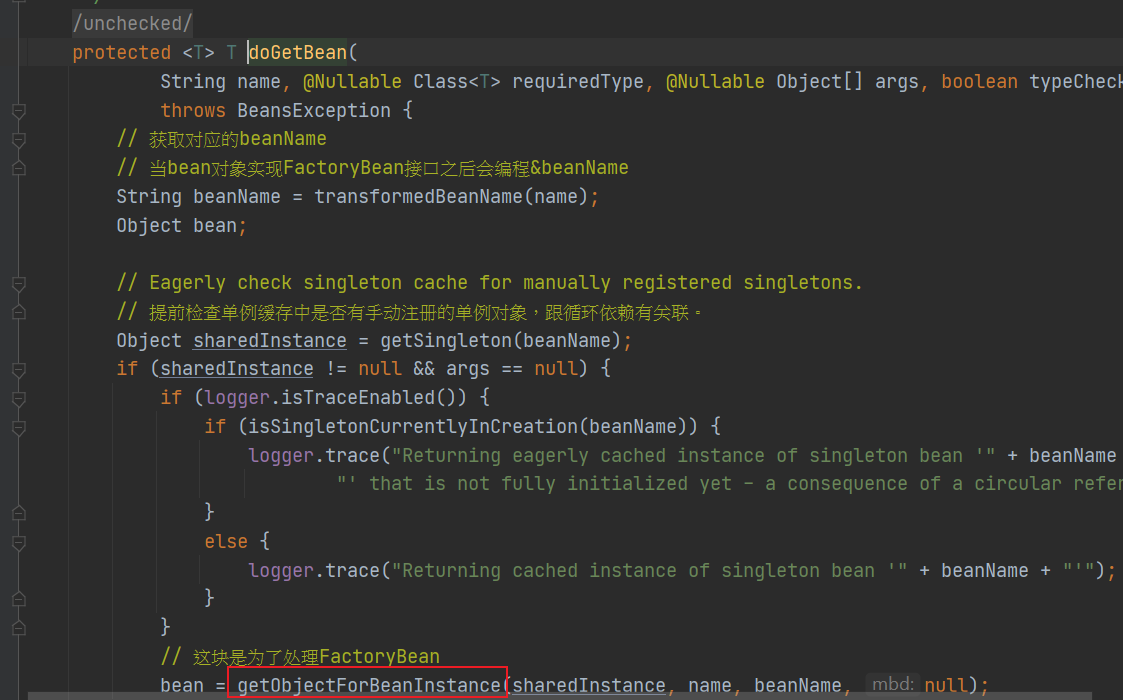 /unchecked/
protected <T> T doGetBean(
String name, @Nullable Class<T> requiredType, @Nullable Object[] args, boolean typeCheck
throws BeansException {
// 获取对应的beanName
// 当bean对象实现FactoryBean接口之后会编程&beanName
String beanName = transformedBeanName(name);
Object bean;
// Eagerly check singleton cache for manually registered singletons.
// 提前检查单例缓存中是否有手动注册的单例对象，跟循环依赖有关联。
Object sharedInstance = getSingleton(beanName);
if (sharedInstance != null && args == null) {
if (logger.isTraceEnabled()) {
if (isSingletonCurrentlyInCreation(beanName)) {
logger.trace("Returning eagerly cached instance of singleton bean '" + beanName
"' that is not fully initialized yet - a consequence of a circular refer
}
else {
logger.trace("Returning cached instance of singleton bean '" + beanName + "'");
}
}
// 这块是为了处理FactoryBean
bean = getObjectForBeanInstance(sharedInstance, name, beanName, mbd: null);